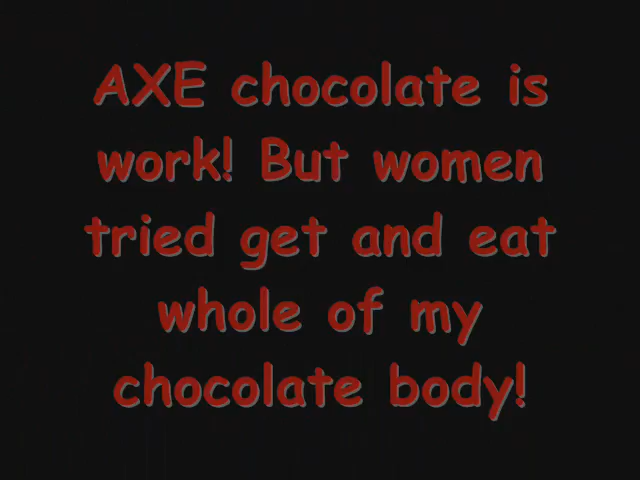 AXE chocolate is
work! But women
tried get and eat
whole of my
chocolate body!